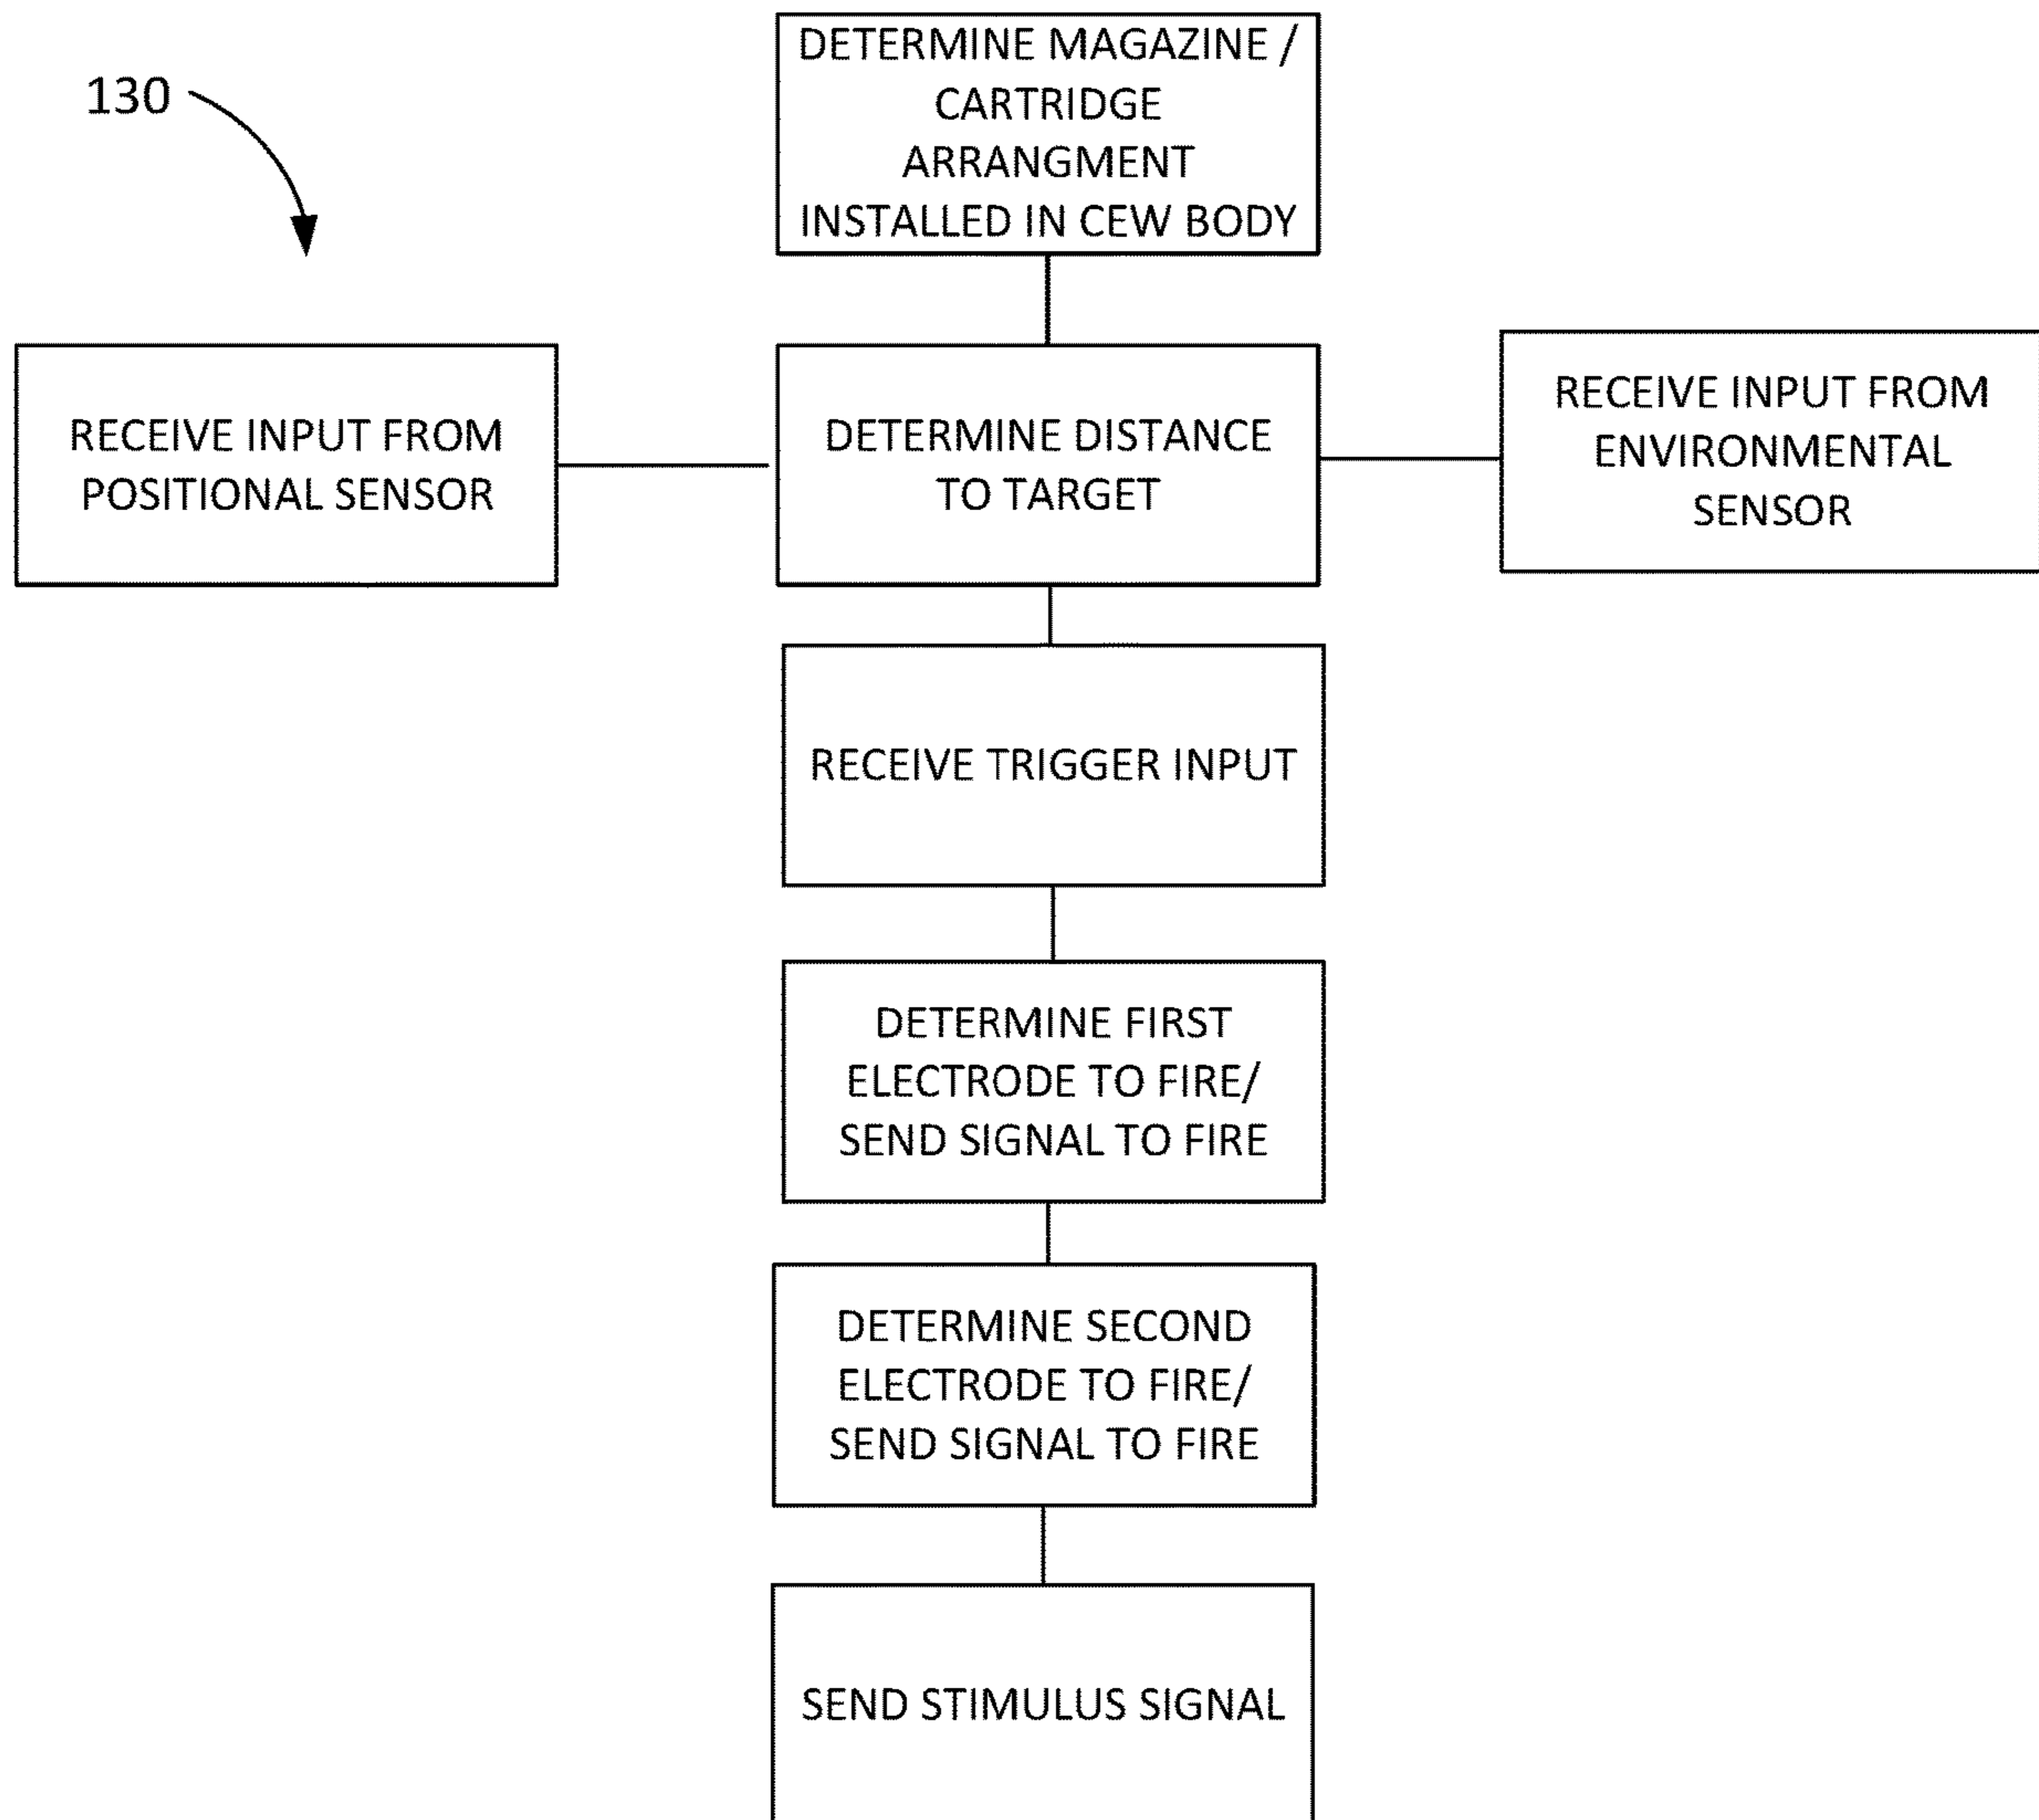 130
DETERMINE MAGAZINE /
CARTRIDGE
ARRANGMENT
INSTALLED IN CEW BODY
RECEIVE INPUT FROM
POSITIONAL SENSOR
DETERMINE DISTANCE
TO TARGET
RECEIVE INPUT FROM
ENVIRONMENTAL
SENSOR
RECEIVE TRIGGER INPUT
DETERMINE FIRST
ELECTRODE TO FIRE/
SEND SIGNAL TO FIRE
DETERMINE SECOND
ELECTRODE TO FIRE/
SEND SIGNAL TO FIRE
SEND STIMULUS SIGNAL